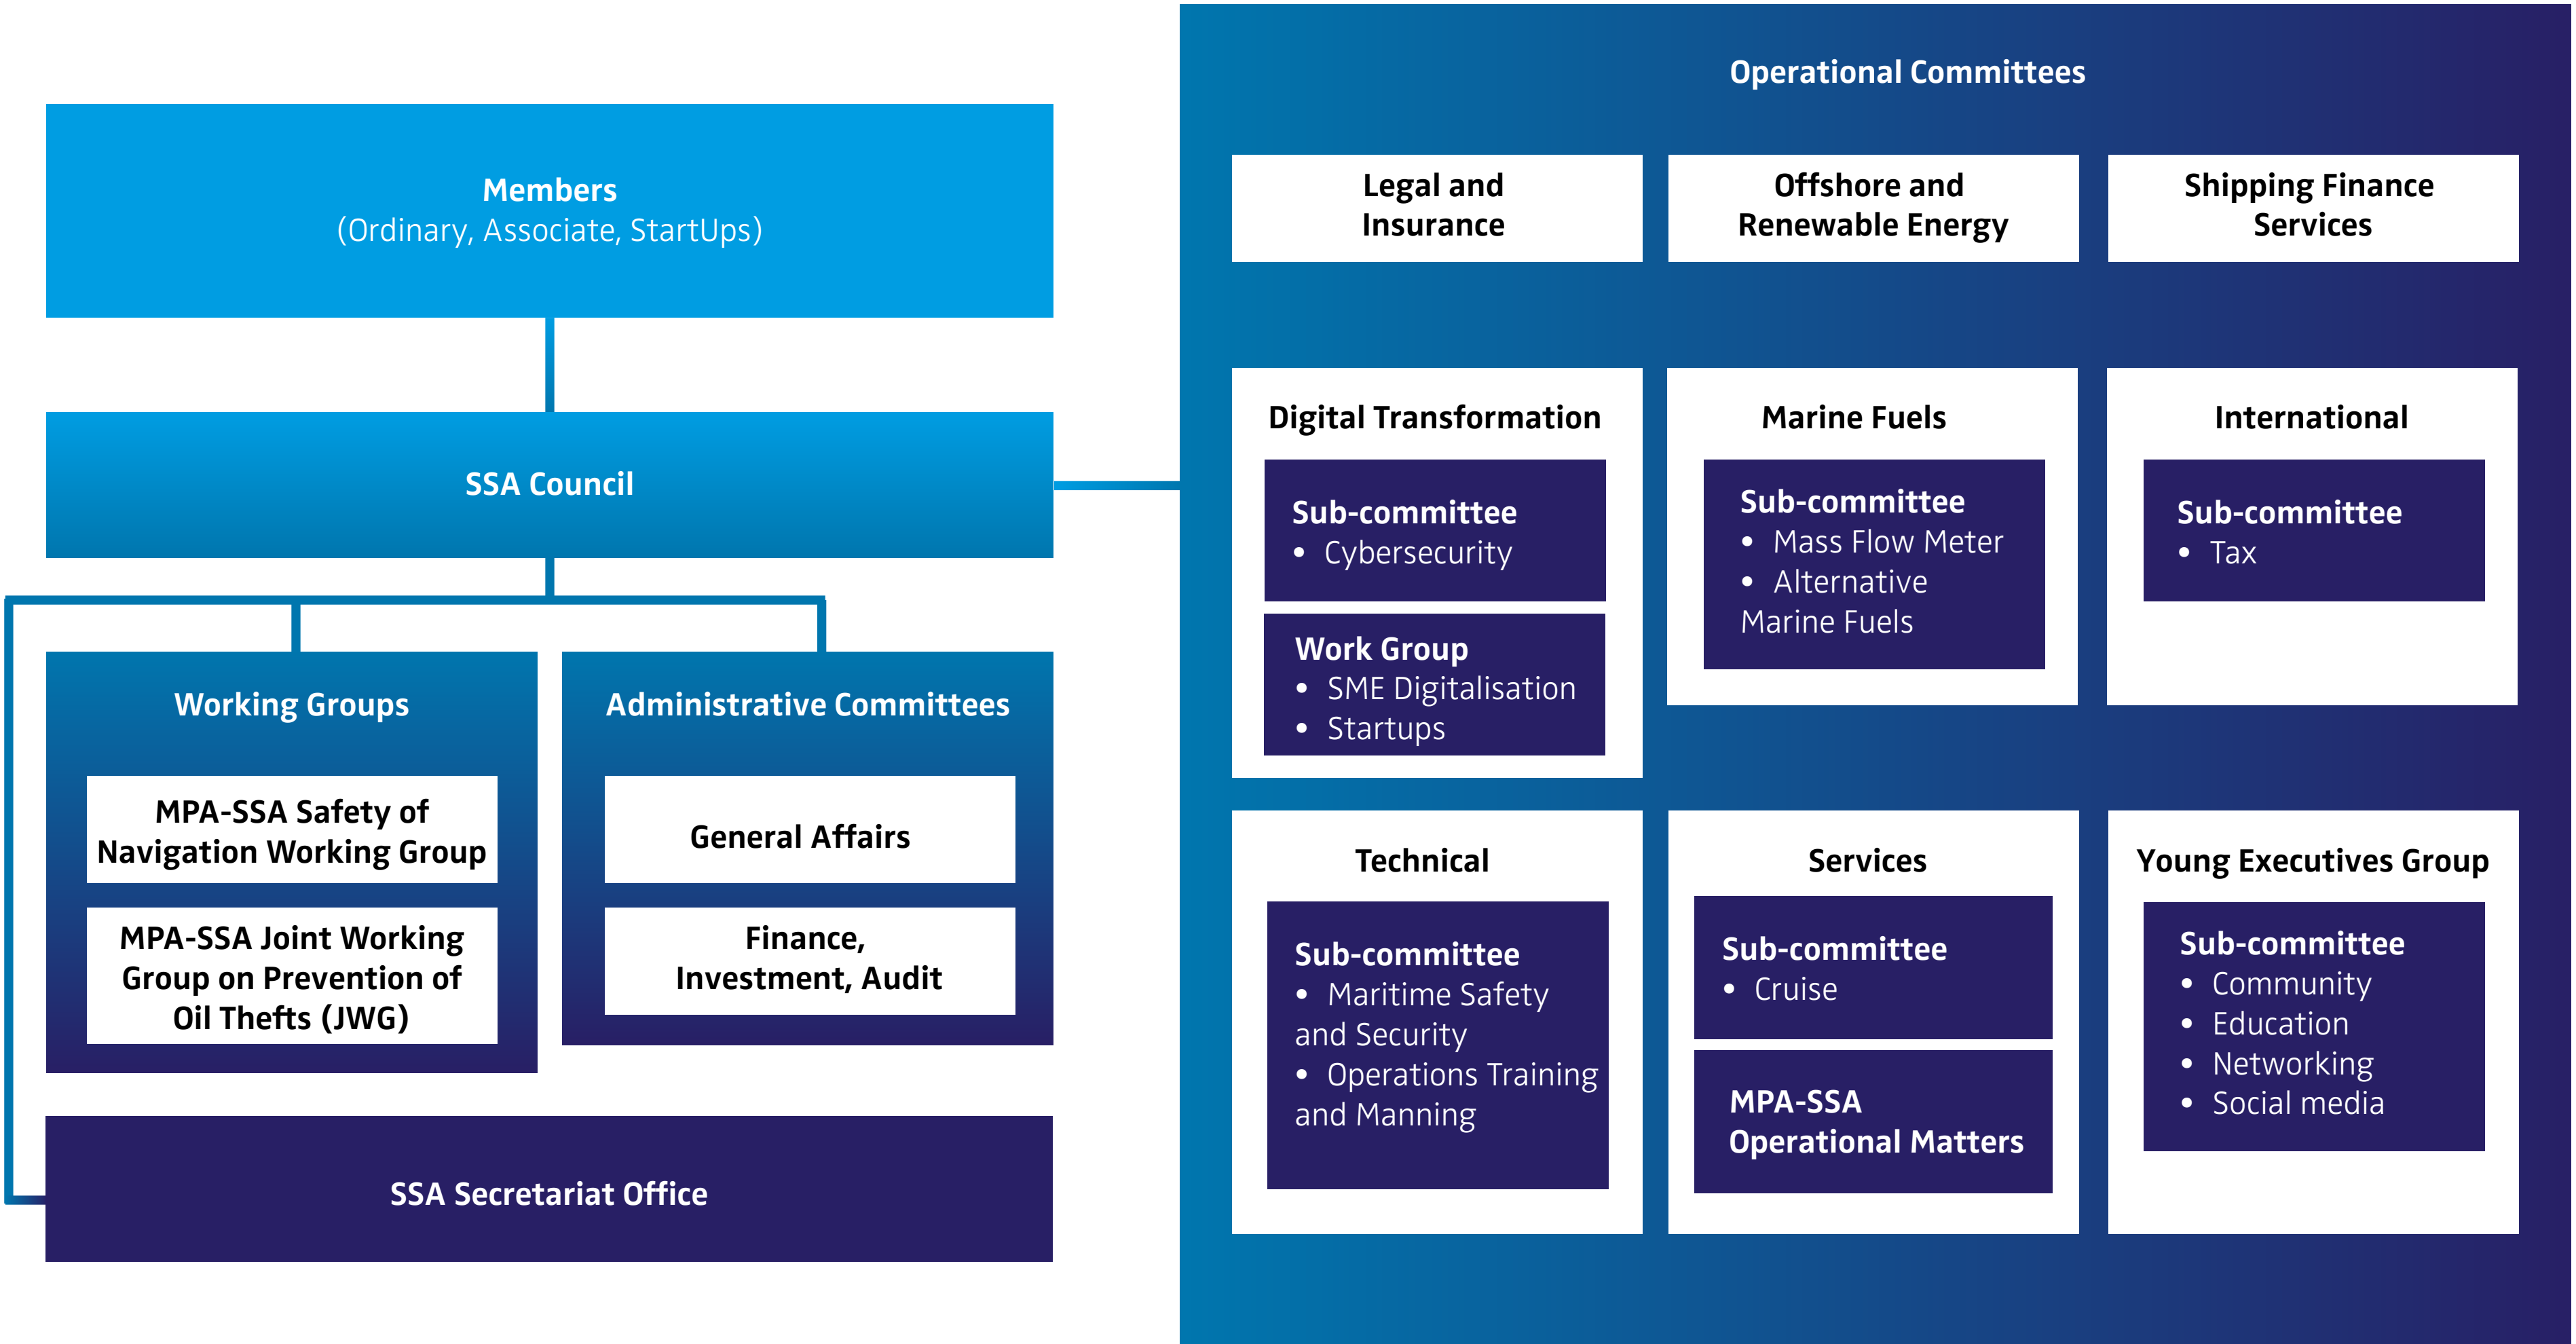 Members
(Ordinary, Associate, StartUps)
SSA Council
Working Groups
MPA-SSA Safety of
Navigation Working Group
MPA-SSA Joint Working
Group on Prevention of
Oil Thefts (JWG)
Administrative Committees
General Affairs
Finance,
Investment, Audit
SSA Secretariat Office
Operational Committees
Legal and
Insurance
Offshore and
Renewable Energy
Shipping Finance
Services
Digital Transformation
Sub-committee
• Cybersecurity
Work Group
• SME Digitalisation
• Startups
Marine Fuels
Sub-committee
• Mass Flow Meter
• Alternative
Marine Fuels
International
Sub-committee
• Tax
Technical
Sub-committee
• Maritime Safety
and Security
• Operations Training
and Manning
Services
Sub-committee
• Cruise
MPA-SSA
Operational Matters
Young Executives Group
Sub-committee
• Community
• Education
• Networking
• Social media